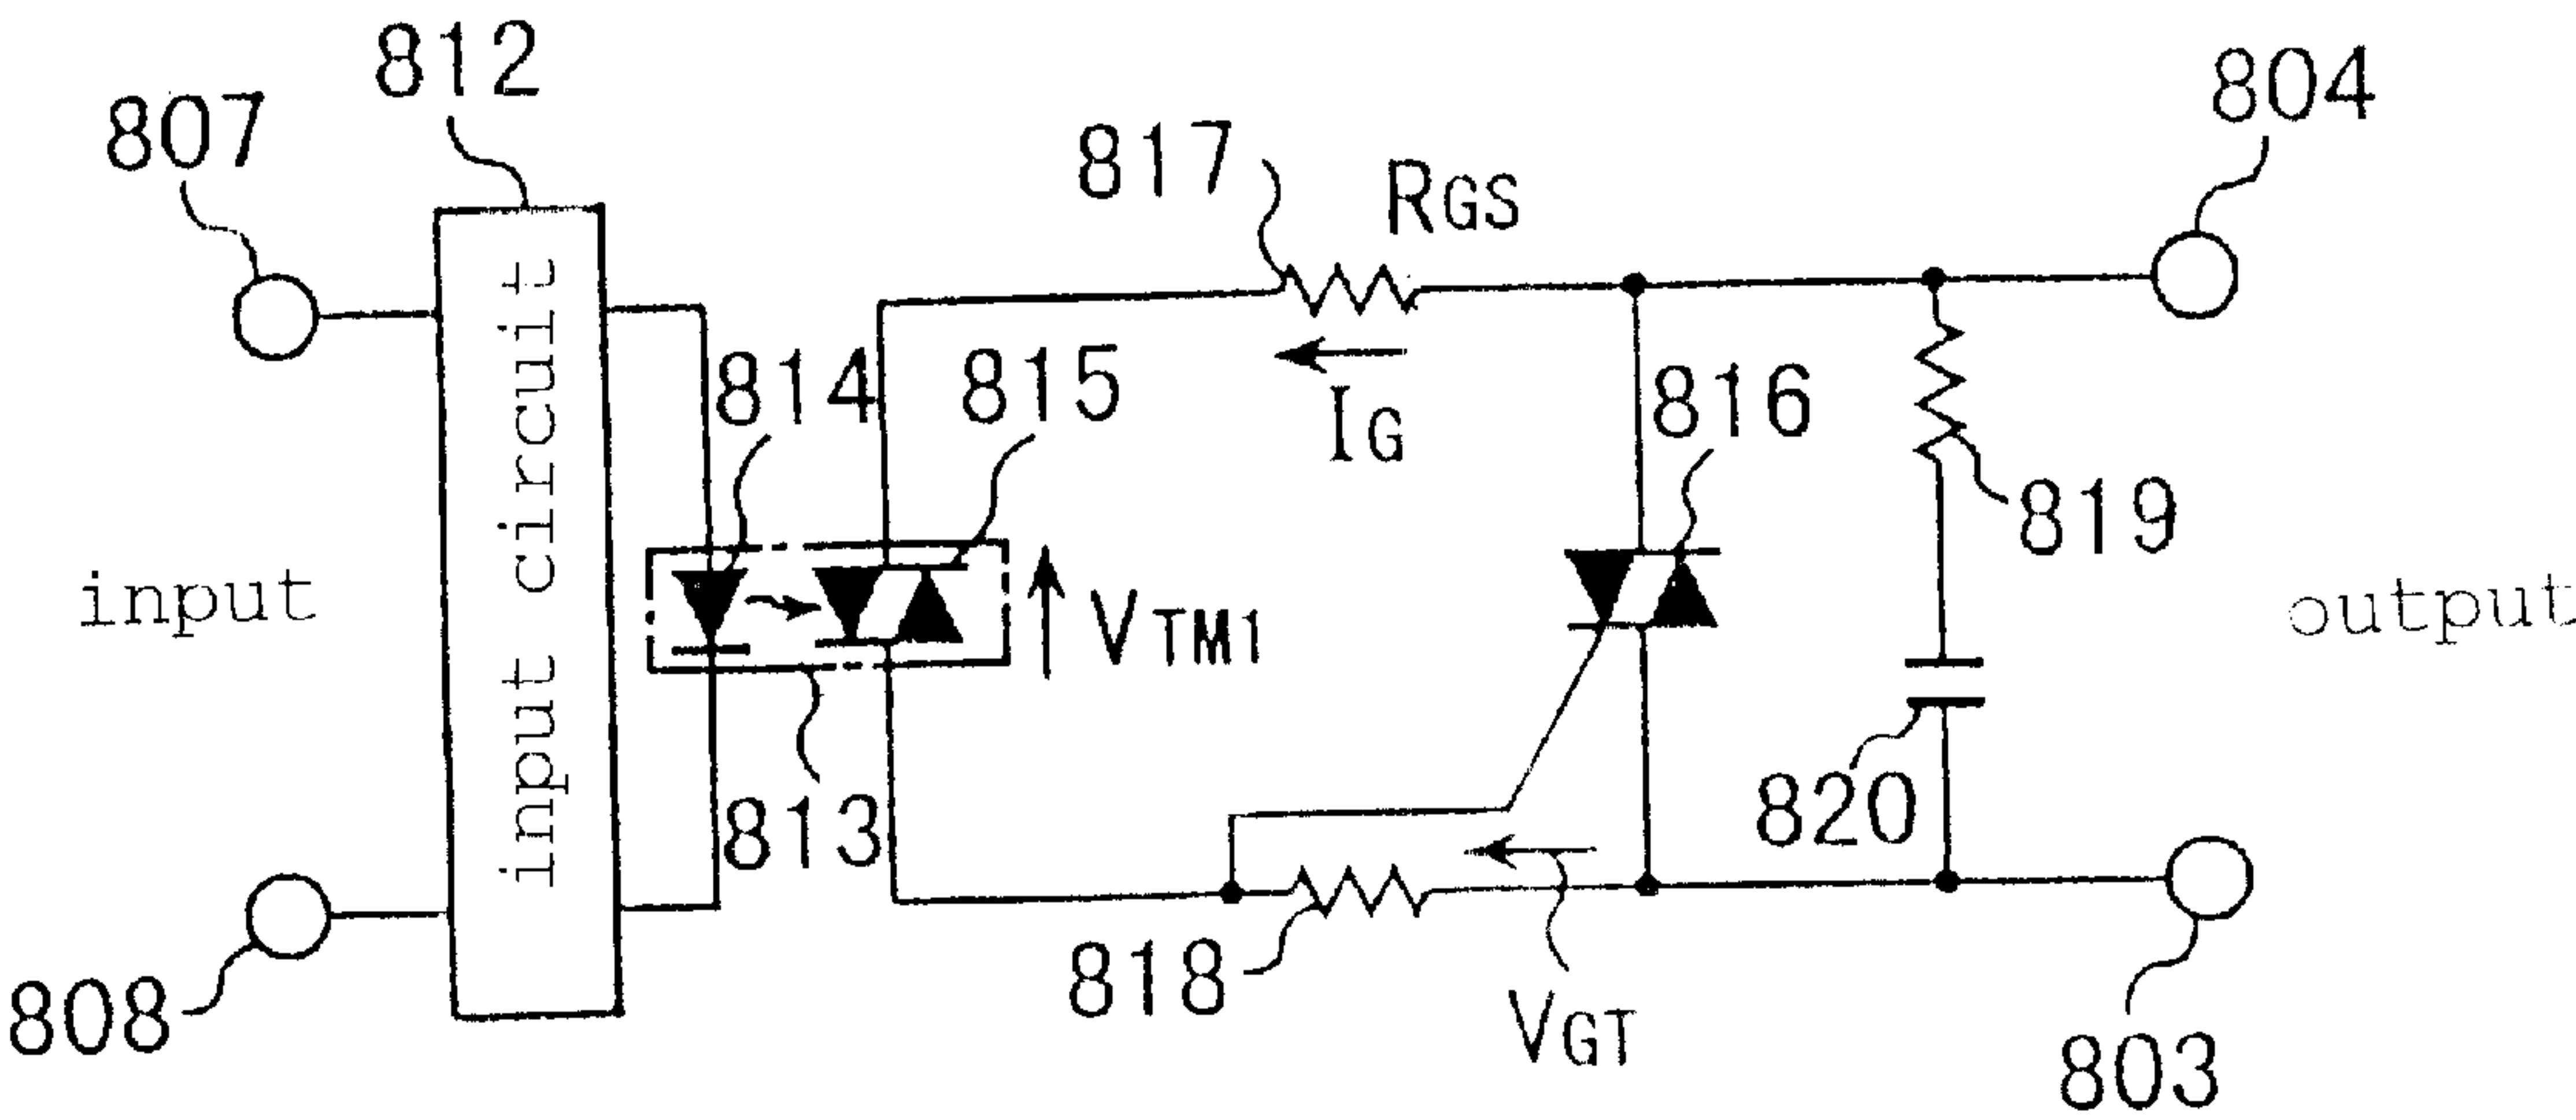 812
807
804
817
RGS
814
815
IG
816
819
input
input circuit
VTM1
output
813
820
818
808
VGT
803